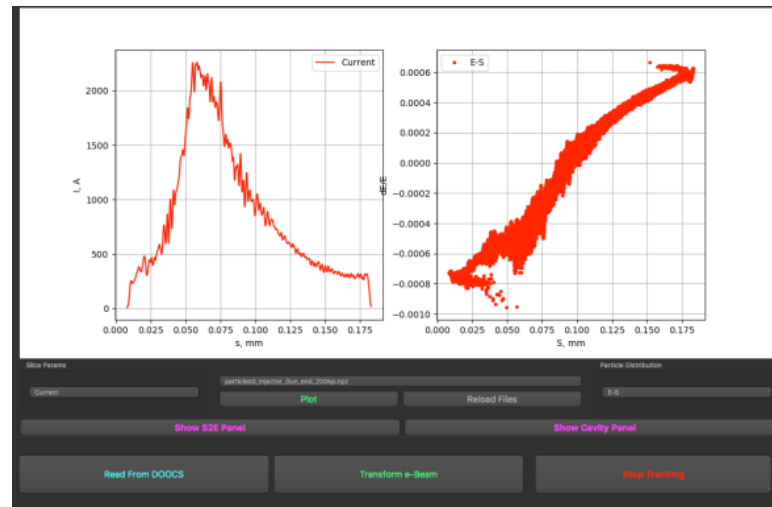 Current
E-S
2000
1500
1000
500
0
I, A
0.000 0.025 0.050 0.075 0.100 0.125 0.150 0.175
s, mm
0.0006
0.0004
0.0002
0.0000
−0.0002
−0.0004
−0.0006
−0.0008
−0.0010
dE/E
0.000 0.025 0.050 0.075 0.100 0.125 0.150 0.175
S, mm
Slice Params
Particle Distribution
Current
particles0_Injector_Gun_end_200kp.npz
E-S
Plot
Reload Files
Show S2E Panel
Show Cavity Panel
Read From DOOCS
Transform e-Beam
Stop Tracking